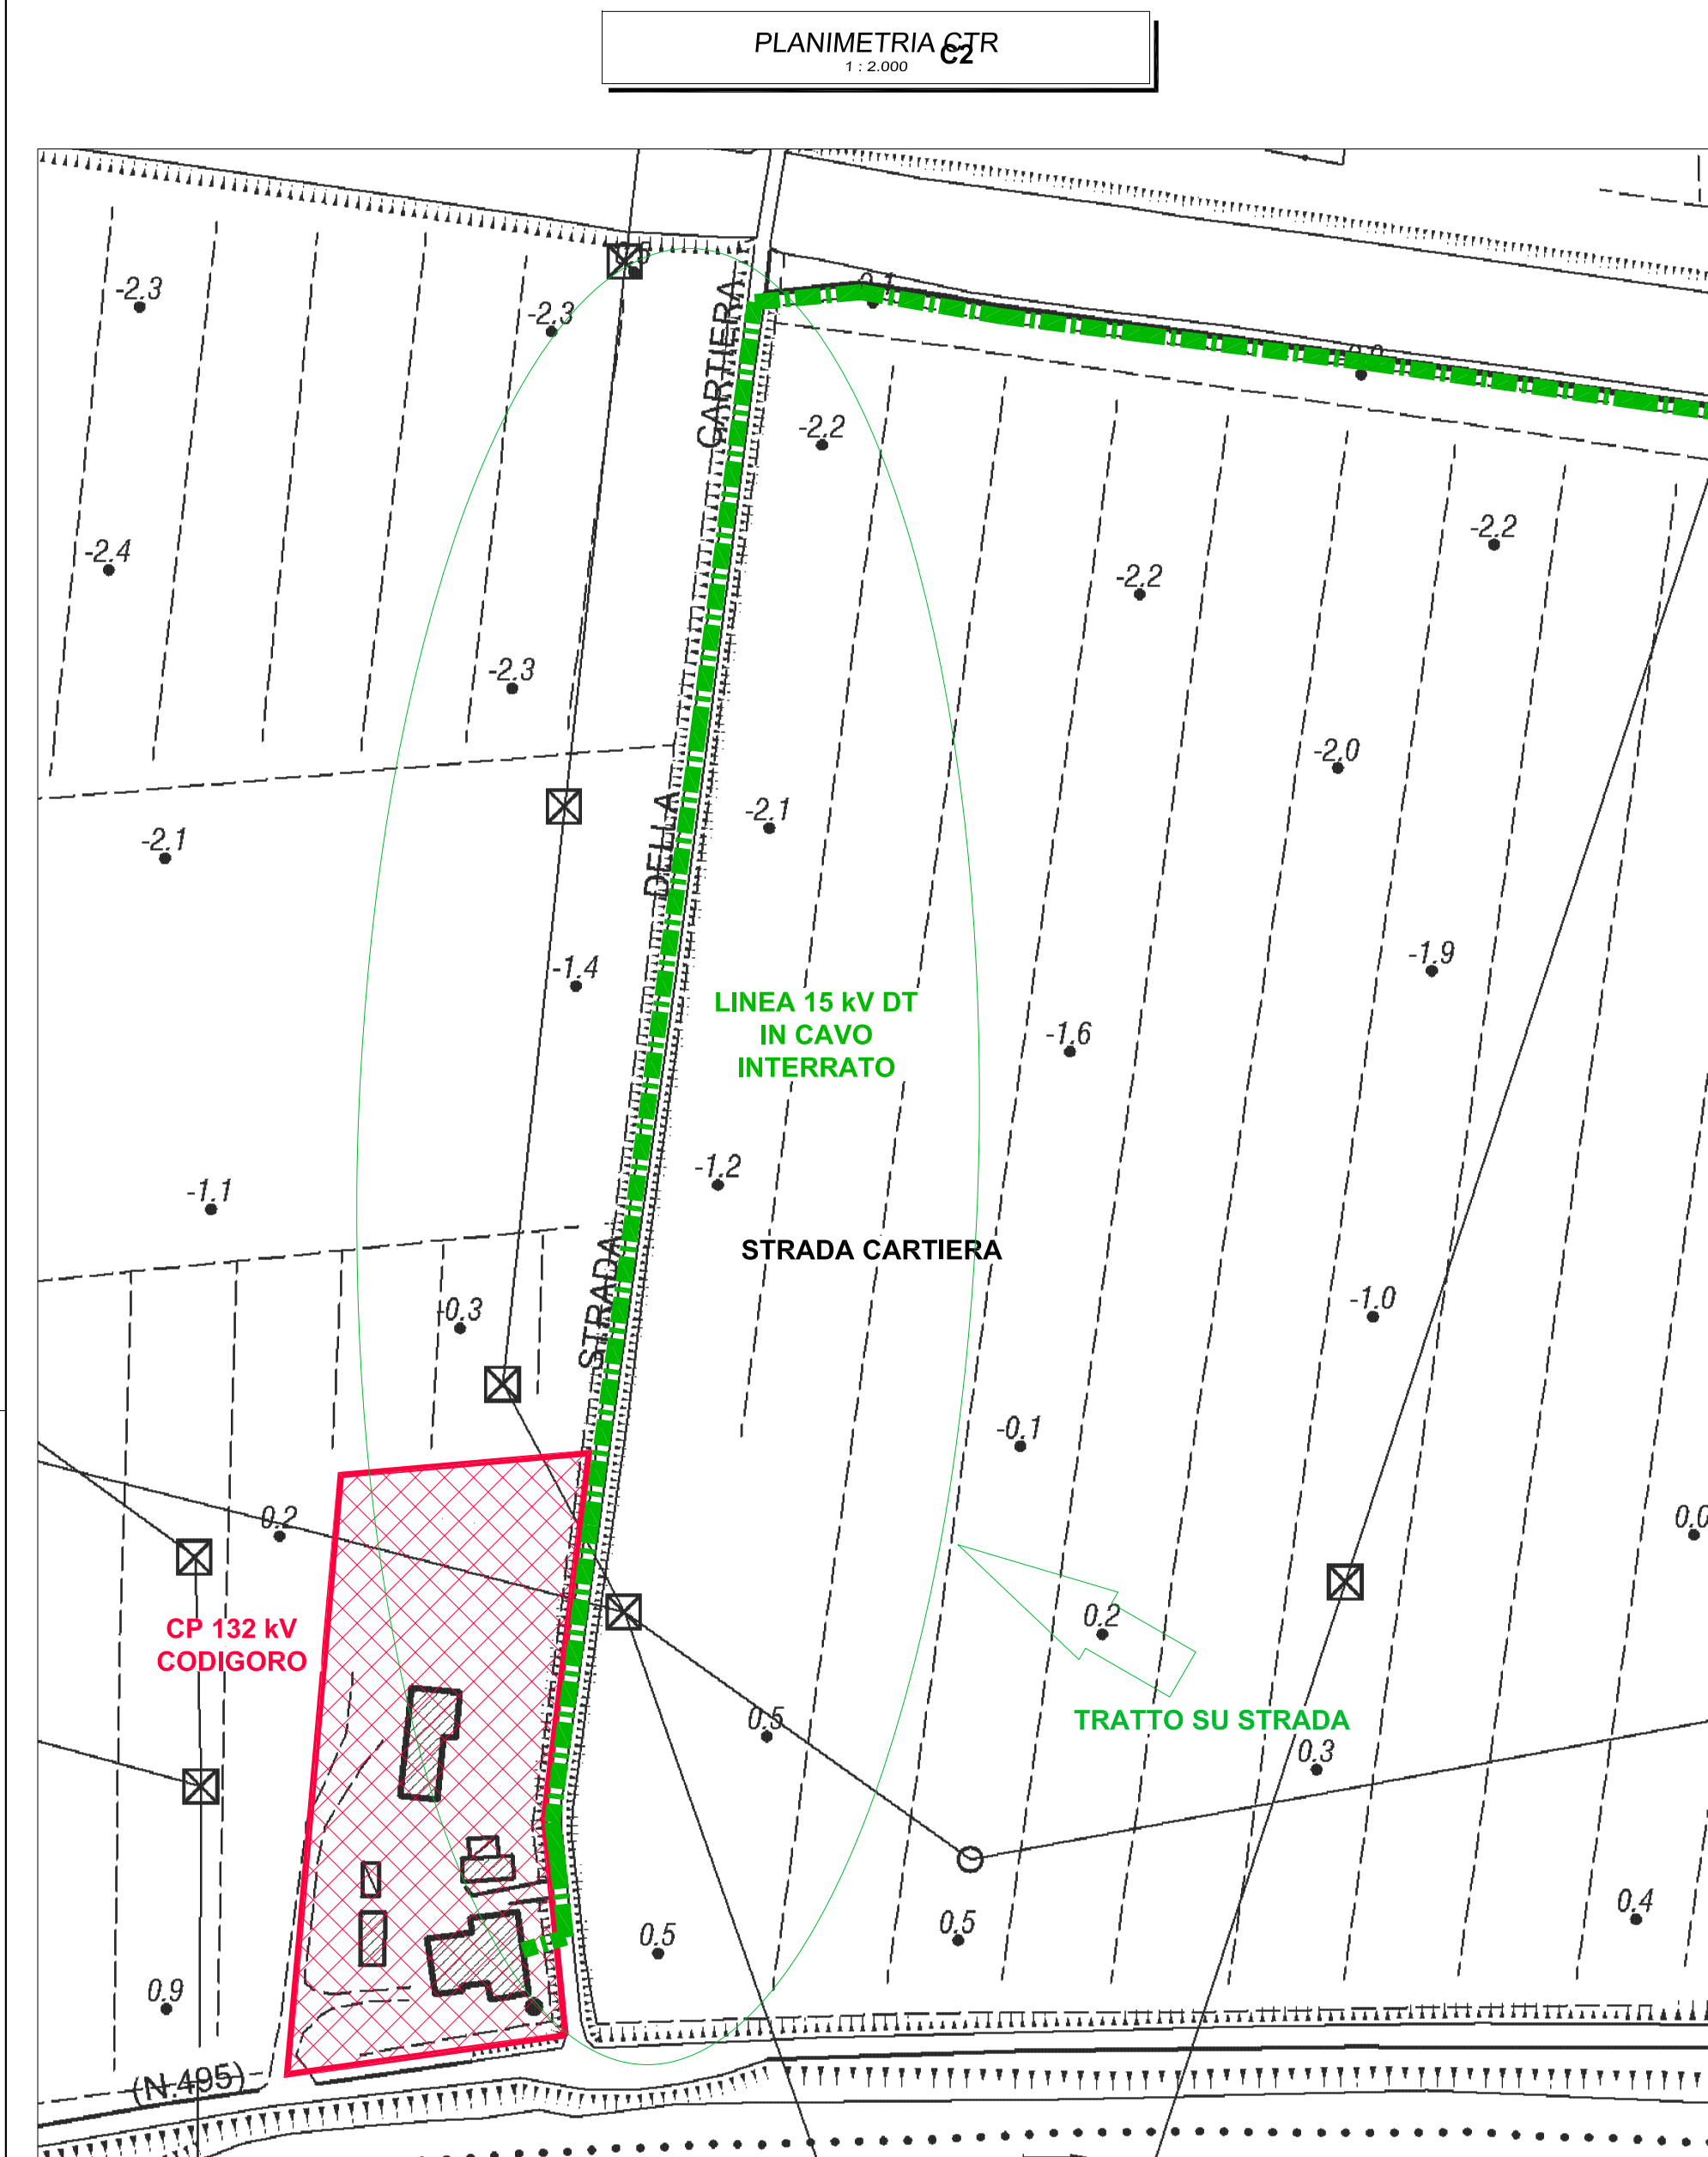 PLANIMETRIA CTR
C2
1 : 2.000
-2.3
-2.3
CARTIERA
-2.2
-2.2
-2.4
-2.2
-2.3
-2.0
DELLA
-2.1
-2.1
-1.9
-1.4
LINEA 15 kV DT
IN CAVO
INTERRATO
-1.6
-1.2
-1.1
STRADA CARTIERA
STRADA
-0.3
-1.0
-0.1
0.2
0.0
CP 132 kV
CODIGORO
0.2
0.5
TRATTO SU STRADA
0.3
0.5
0.5
0.4
0.9
(N.495)